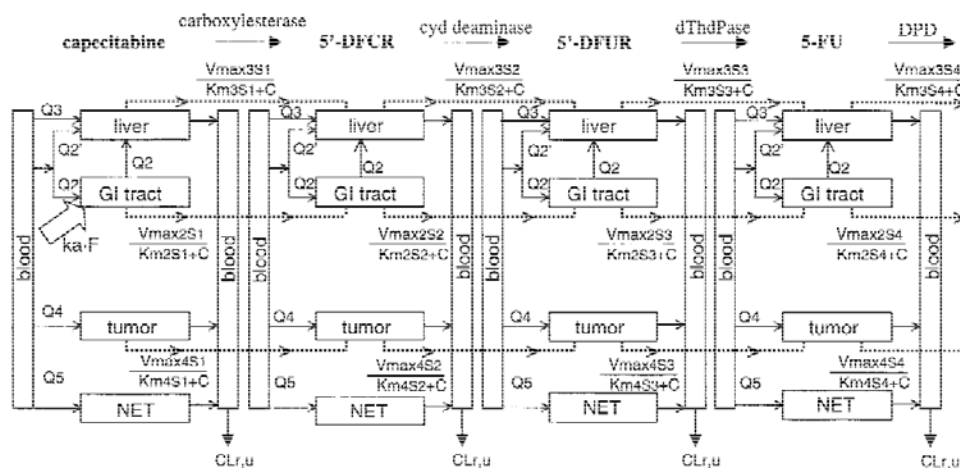 carboxylesterase cyd deaminase dThdPase DPD
capecitabine 5'-DFCR 5'-DFUR 5-FU
Vmax3S1 Vmax3S2 Vmax3S3 Vmax3S4
Km3S1+C Km3S2+C Km3S3+C Km3S4+C
Q3 liver Q3 liver Q3 liver Q3 liver
Q2' Q2' Q2' Q2'
Q2 Q2 Q2 Q2
Q2 GI tract Q2 GI tract Q2 GI tract Q2 GI tract
ka·F
Vmax2S1 Vmax2S2 Vmax2S3 Vmax2S4
Km2S1+C Km2S2+C Km2S3+C Km2S4+C
blood blood blood blood blood blood blood blood
Q4 tumor Q4 tumor Q4 tumor Q4 tumor
Vmax4S1 Vmax4S2 Vmax4S3 Vmax4S4
Km4S1+C Km4S2+C Km4S3+C Km4S4+C
Q5 NET Q5 NET Q5 NET Q5 NET
CLr,u CLr,u CLr,u CLr,u